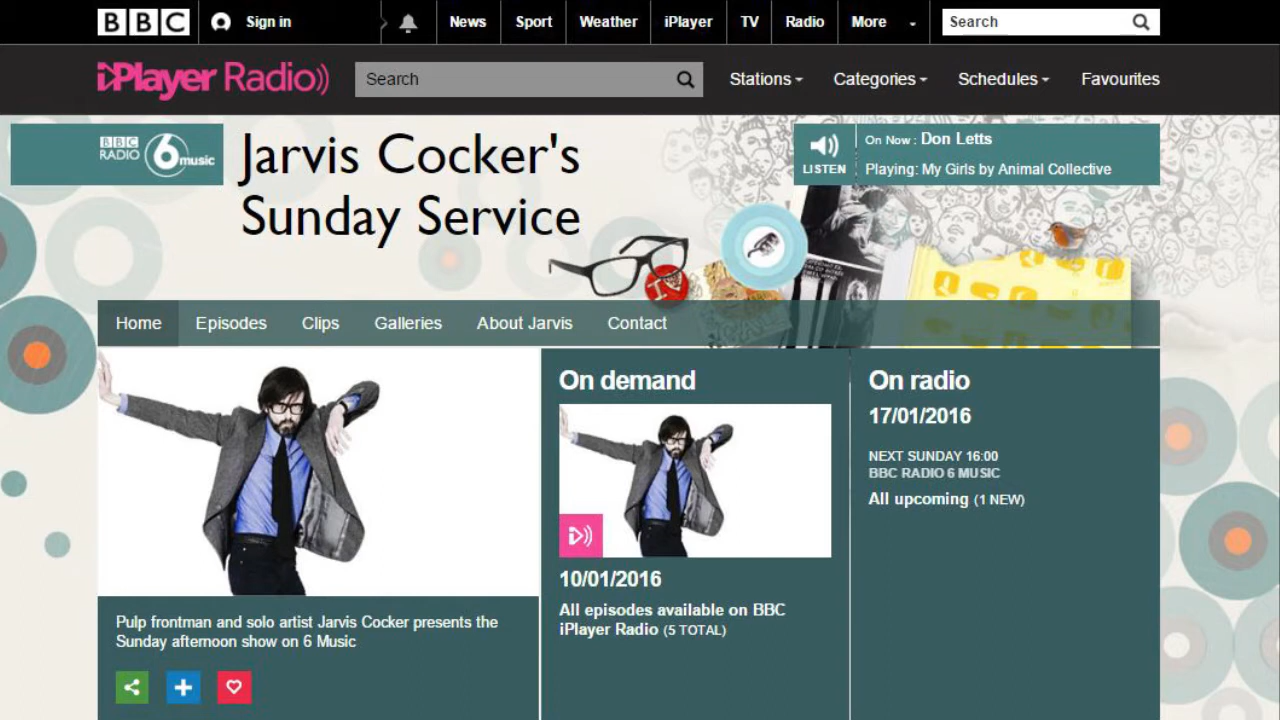 BBC
Sign in
News
Sport
Weather
iPlayer
TV
Radio
More
Search
iPlayer Radio
Search
Stations
Categories
Schedules
Favourites
BBC
RADIO 6 music
Jarvis Cocker's
Sunday Service
LISTEN
On Now : Don Letts
Playing: My Girls by Animal Collective
Home
Episodes
Clips
Galleries
About Jarvis
Contact
Pulp frontman and solo artist Jarvis Cocker presents the
Sunday afternoon show on 6 Music
On demand
10/01/2016
All episodes available on BBC
iPlayer Radio (5 TOTAL)
On radio
17/01/2016
NEXT SUNDAY 16:00
BBC RADIO 6 MUSIC
All upcoming (1 NEW)